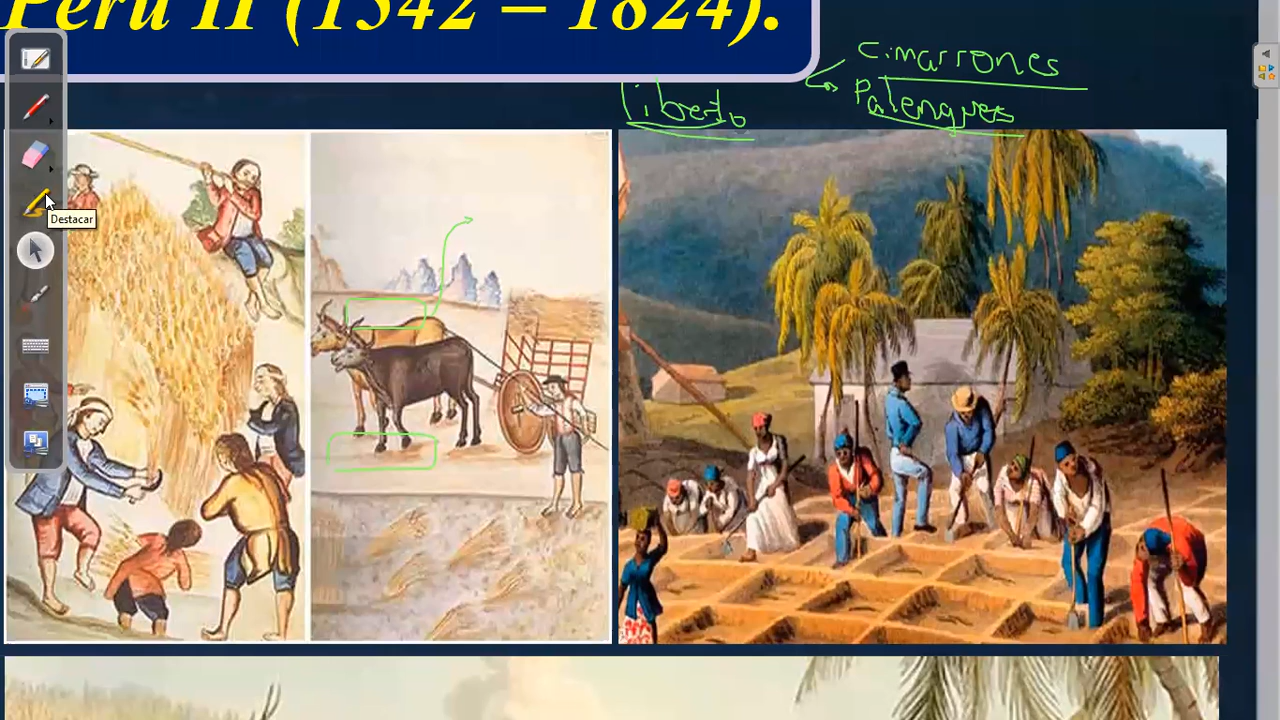 Perú II (1542 – 1824).
Cimarrones
liberto
Palenques
Destacar